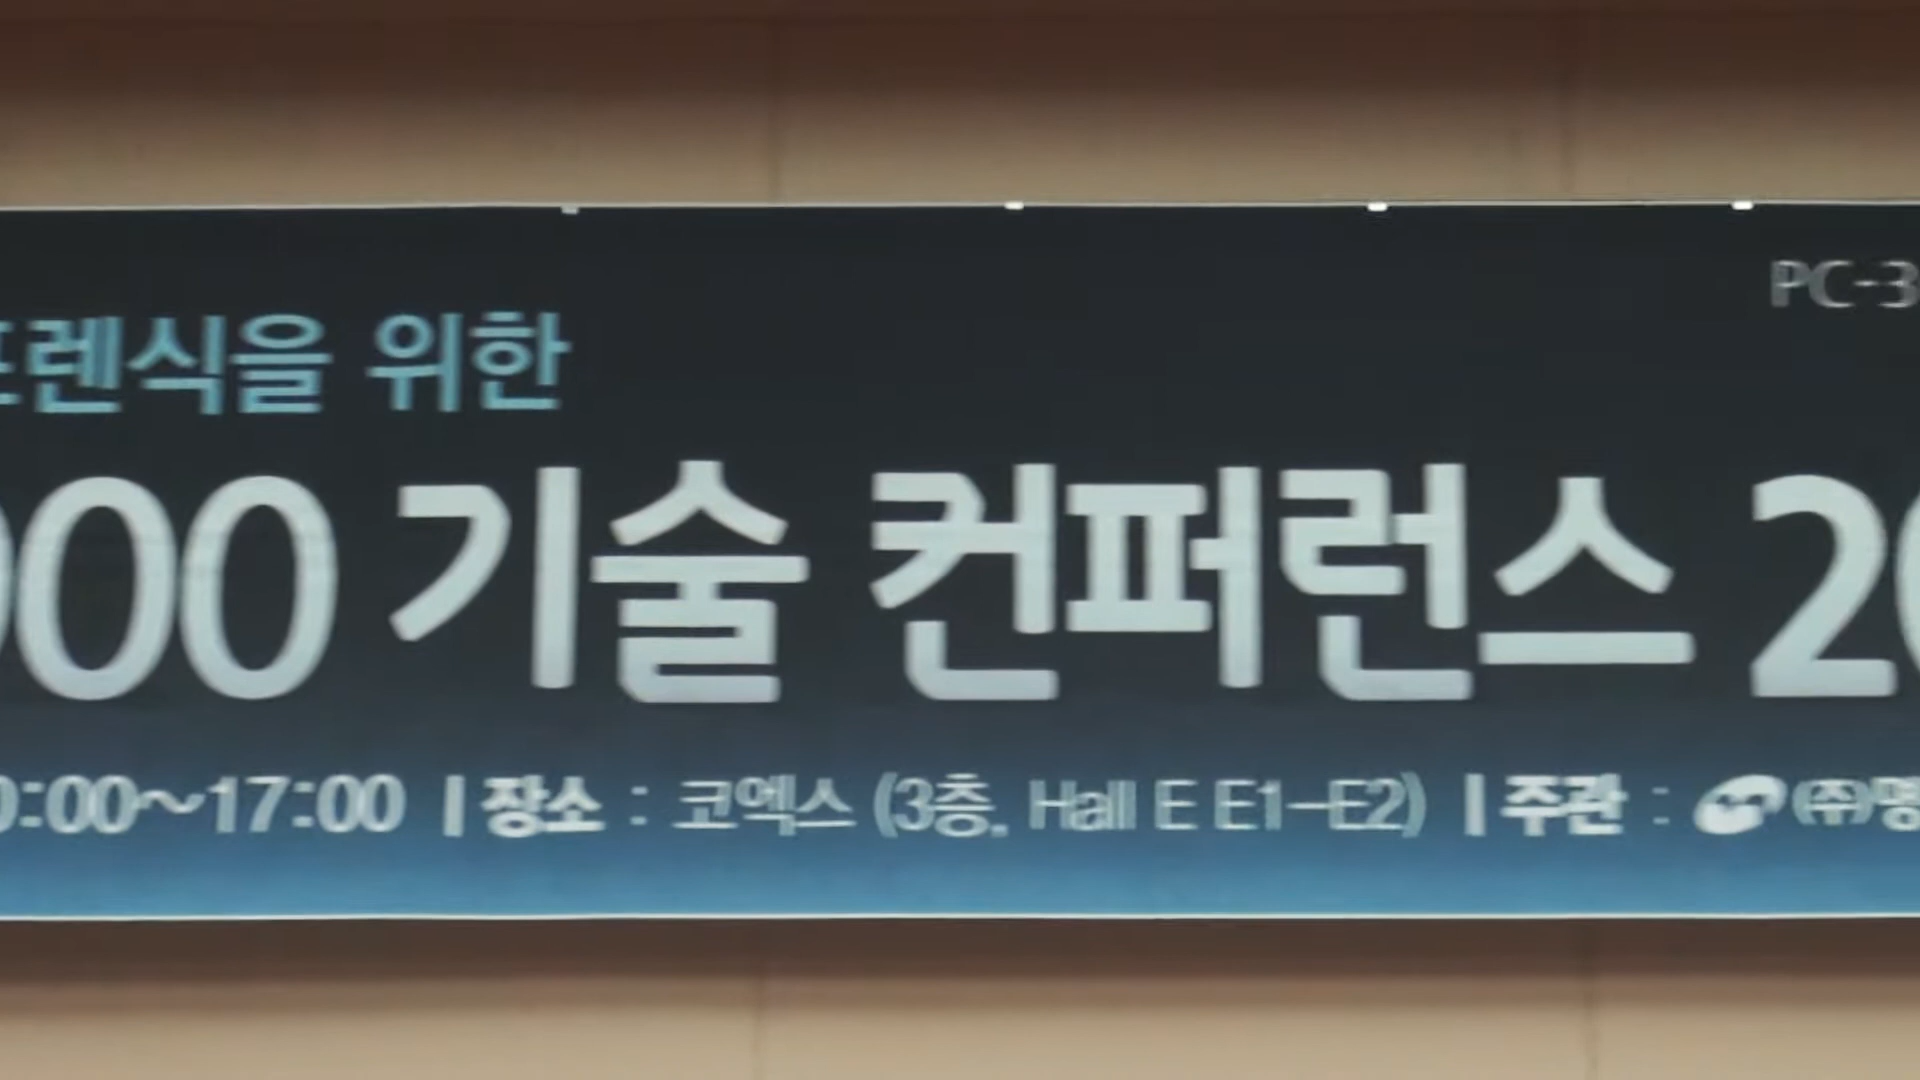 PC-3
렌식을 위한
000 기술 컨퍼런스 20
0:00~17:00 | 장소 : 코엑스 (3층, Hall E E1-E2) | 주관 : (주)명